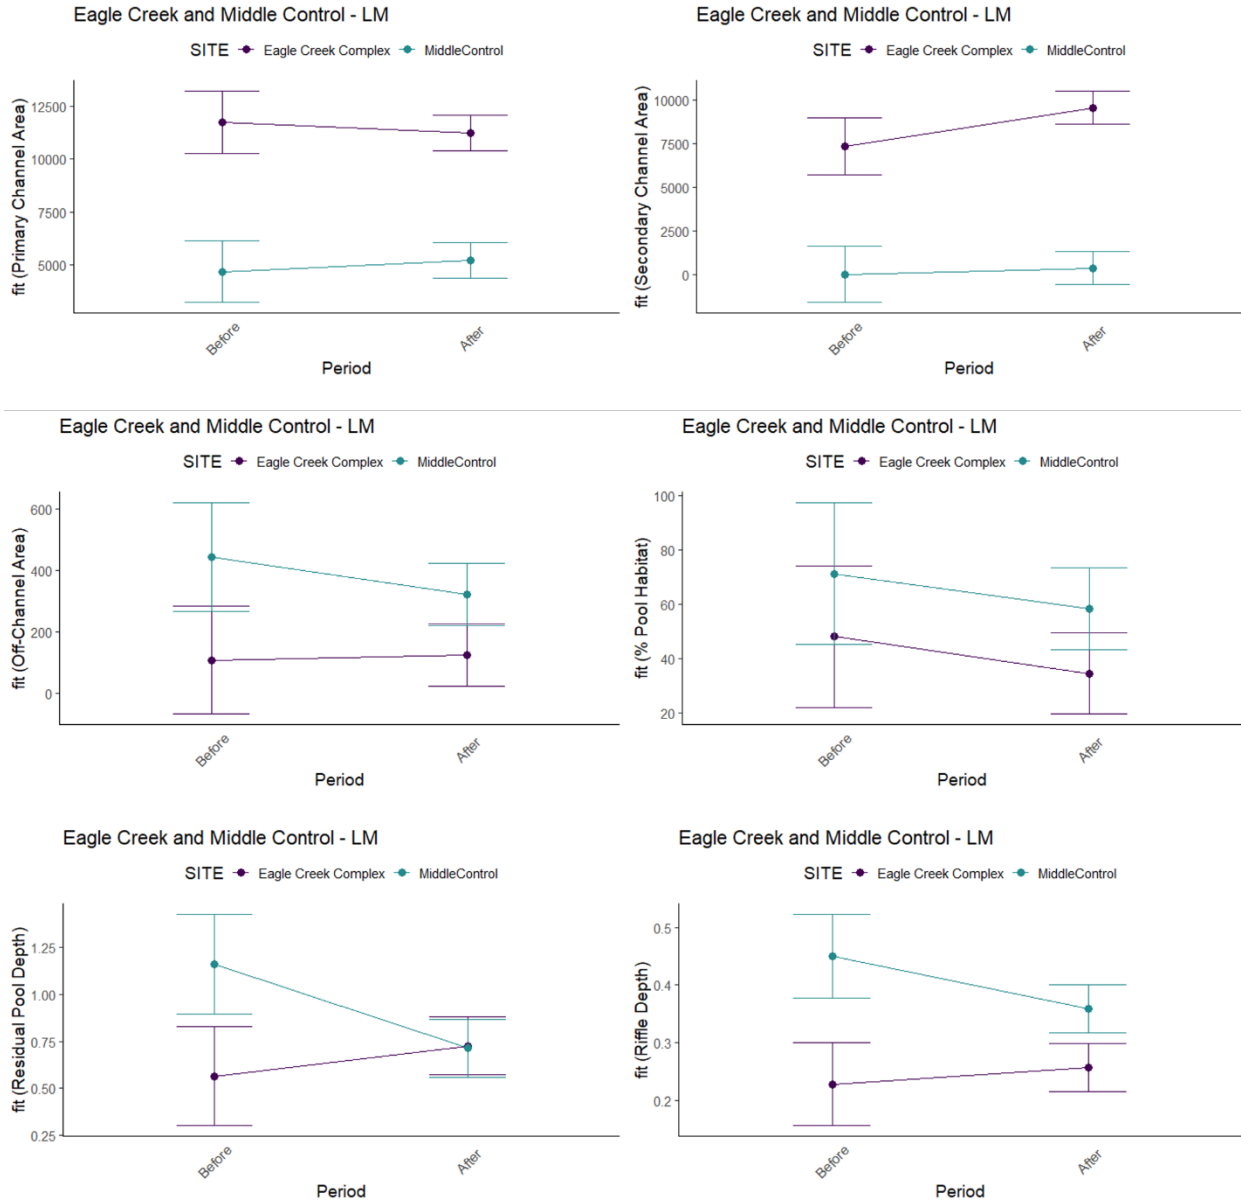 Eagle Creek and Middle Control - LM
SITE Eagle Creek Complex MiddleControl
fit (Primary Channel Area)
12500
10000
7500
5000
Before
After
Period
Eagle Creek and Middle Control - LM
SITE Eagle Creek Complex MiddleControl
fit (Secondary Channel Area)
10000
7500
5000
2500
0
Before
After
Period
Eagle Creek and Middle Control - LM
SITE Eagle Creek Complex MiddleControl
fit (Off-Channel Area)
600
400
200
0
Before
After
Period
Eagle Creek and Middle Control - LM
SITE Eagle Creek Complex MiddleControl
fit (% Pool Habitat)
100
80
60
40
20
Before
After
Period
Eagle Creek and Middle Control - LM
SITE Eagle Creek Complex MiddleControl
fit (Residual Pool Depth)
1.25
1.00
0.75
0.50
0.25
Before
After
Period
Eagle Creek and Middle Control - LM
SITE Eagle Creek Complex MiddleControl
fit (Riffle Depth)
0.5
0.4
0.3
0.2
Before
After
Period